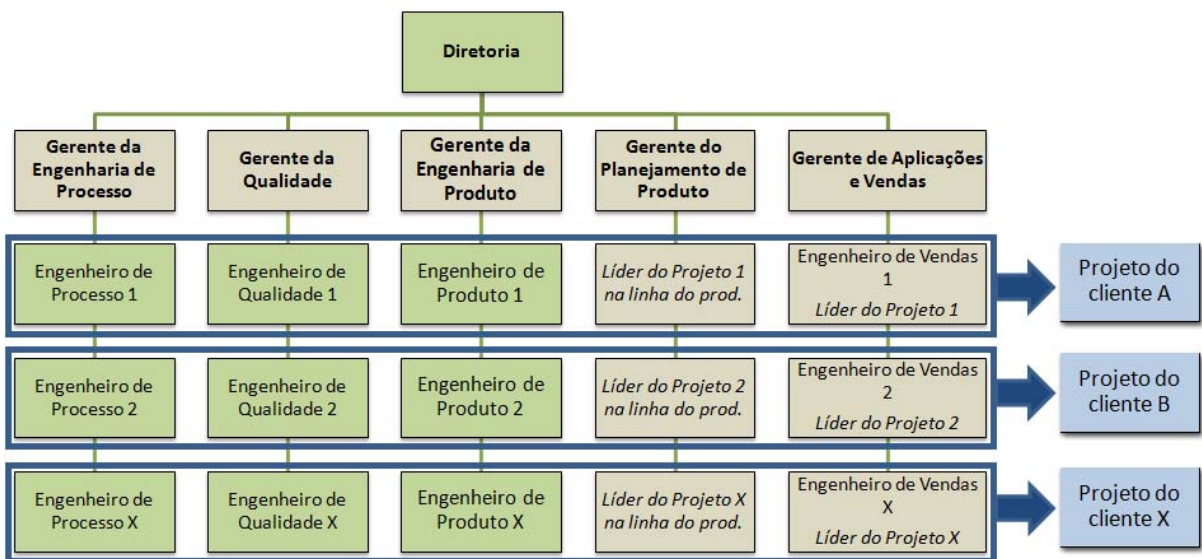 Diretoria
Gerente da
Engenharia de
Processo
Gerente da
Qualidade
Gerente da
Engenharia de
Produto
Gerente do
Planejamento de
Produto
Gerente de Aplicações
e Vendas
Engenheiro de
Processo 1
Engenheiro de
Qualidade 1
Engenheiro de
Produto 1
Líder do Projeto 1
na linha do prod.
Engenheiro de Vendas
1
Líder do Projeto 1
Projeto do
cliente A
Engenheiro de
Processo 2
Engenheiro de
Qualidade 2
Engenheiro de
Produto 2
Líder do Projeto 2
na linha do prod.
Engenheiro de Vendas
2
Líder do Projeto 2
Projeto do
cliente B
Engenheiro de
Processo X
Engenheiro de
Qualidade X
Engenheiro de
Produto X
Líder do Projeto X
na linha do prod.
Engenheiro de Vendas
X
Líder do Projeto X
Projeto do
cliente X